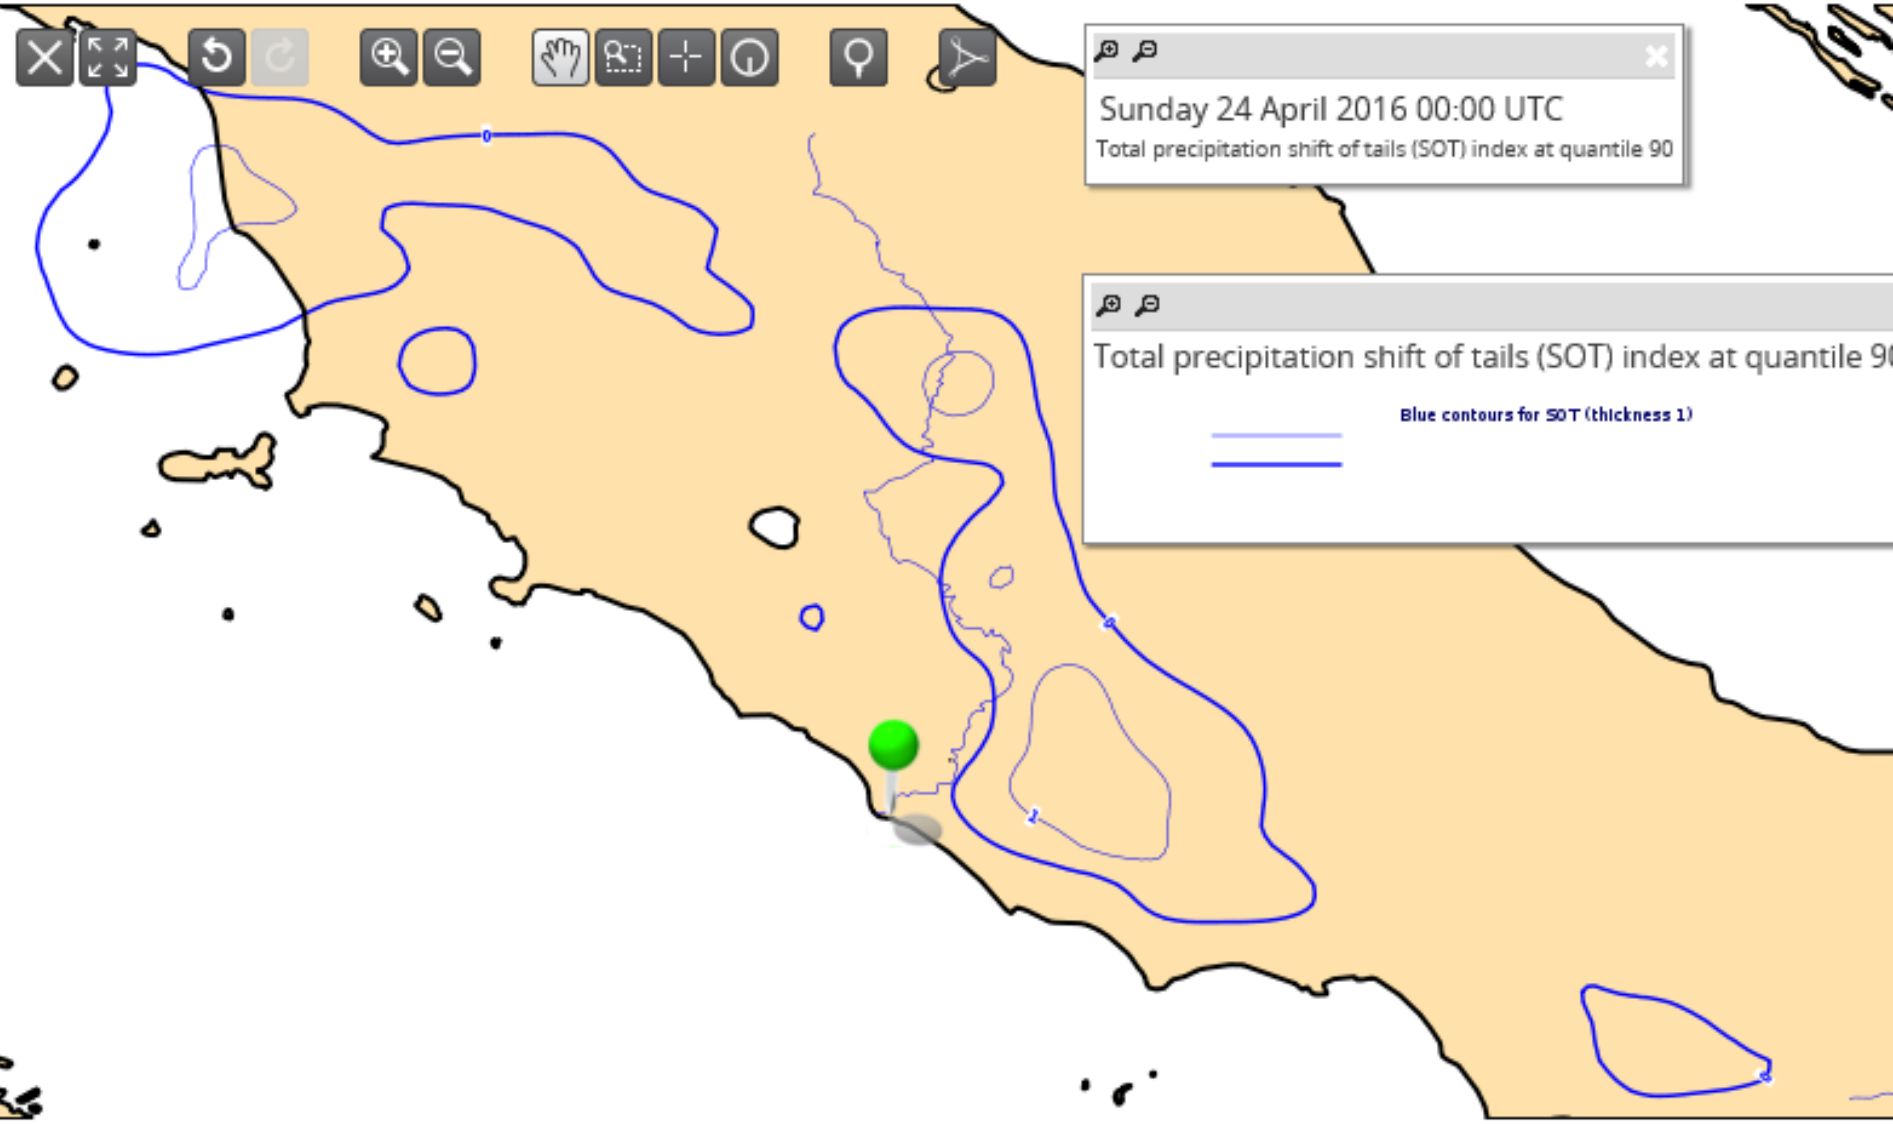 Sunday 24 April 2016 00:00 UTC
Total precipitation shift of tails (SOT) index at quantile 90
0
Total precipitation shift of tails (SOT) index at quantile 90
Blue contours for SOT (thickness 1)
0
1
0